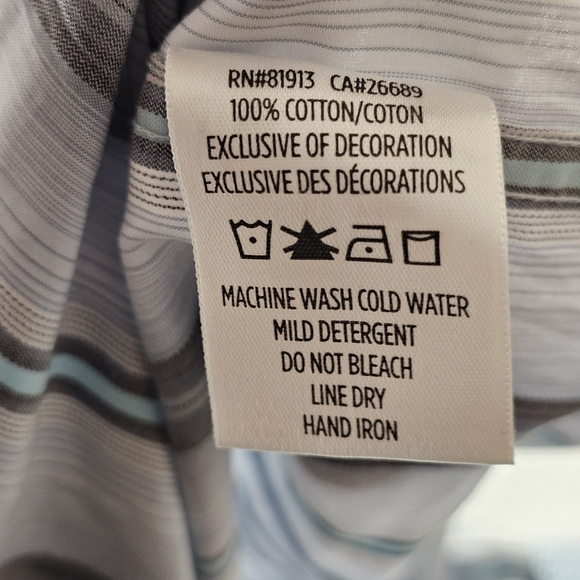 RN#81913 CA#26689
100% COTTON/COTON
EXCLUSIVE OF DECORATION
EXCLUSIVE DES DÉCORATIONS
MACHINE WASH COLD WATER
MILD DETERGENT
DO NOT BLEACH
LINE DRY
HAND IRON